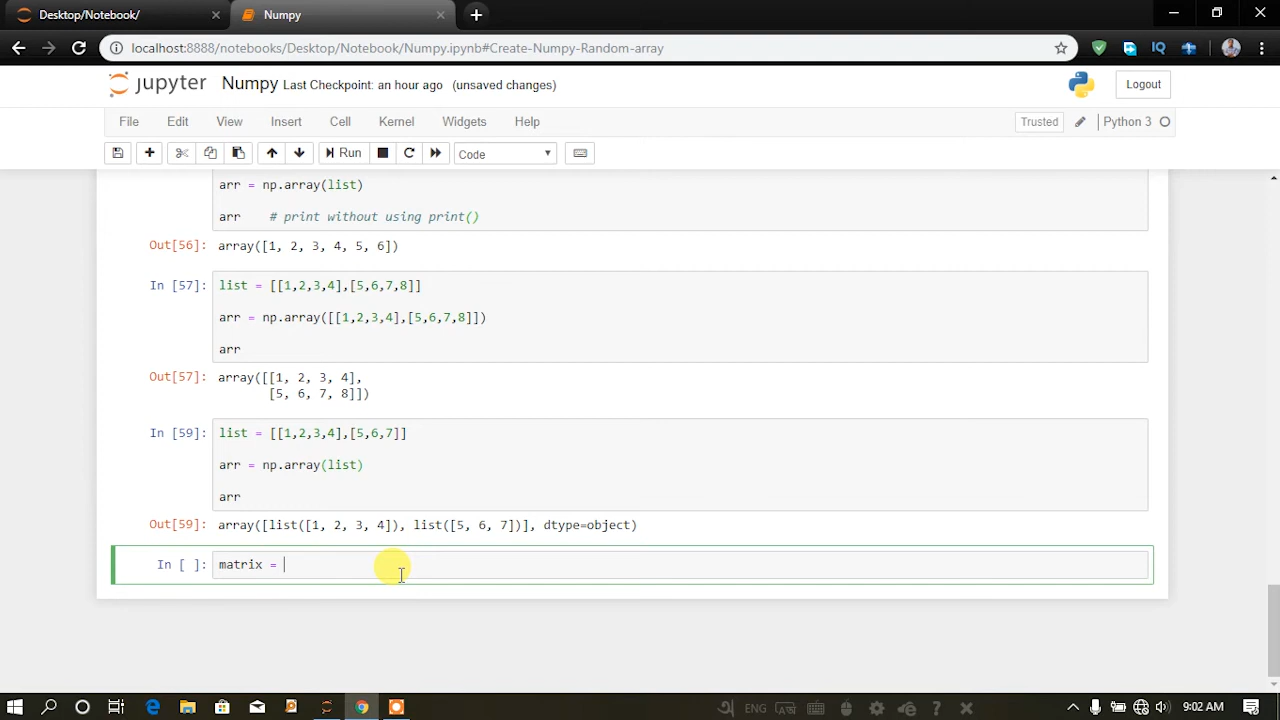 Desktop/Notebook/
Numpy
localhost:8888/notebooks/Desktop/Notebook/Numpy.ipynb#Create-Numpy-Random-array
IQ
jupyter Numpy Last Checkpoint: an hour ago (unsaved changes)
Logout
File Edit View Insert Cell Kernel Widgets Help
Trusted
Python 3
Run
Code
arr = np.array(list)
arr # print without using print()
Out[56]: array([1, 2, 3, 4, 5, 6])
In [57]: list = [[1,2,3,4],[5,6,7,8]]
arr = np.array([[1,2,3,4],[5,6,7,8]])
arr
Out[57]: array([[1, 2, 3, 4],
[5, 6, 7, 8]])
In [59]: list = [[1,2,3,4],[5,6,7]]
arr = np.array(list)
arr
Out[59]: array([list([1, 2, 3, 4]), list([5, 6, 7])], dtype=object)
In [ ]: matrix =
ENG
9:02 AM